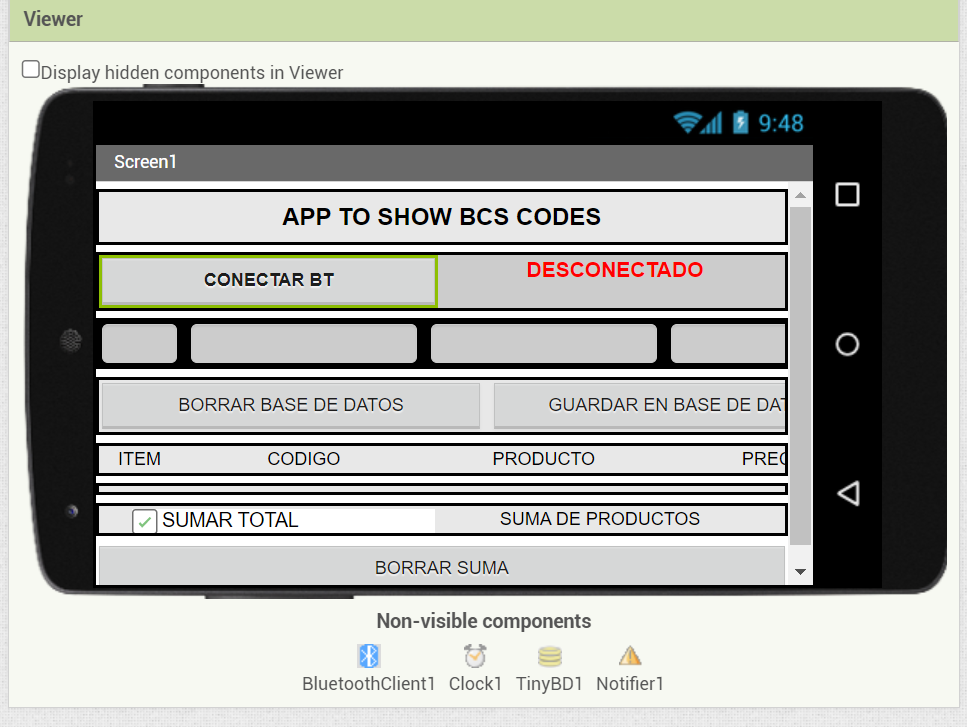 Viewer
Display hidden components in Viewer
9:48
Screen1
APP TO SHOW BCS CODES
CONECTAR BT DESCONECTADO
BORRAR BASE DE DATOS GUARDAR EN BASE DE DAT
ITEM CODIGO PRODUCTO PREC
SUMAR TOTAL SUMA DE PRODUCTOS
BORRAR SUMA
Non-visible components
BluetoothClient1 Clock1 TinyBD1 Notifier1